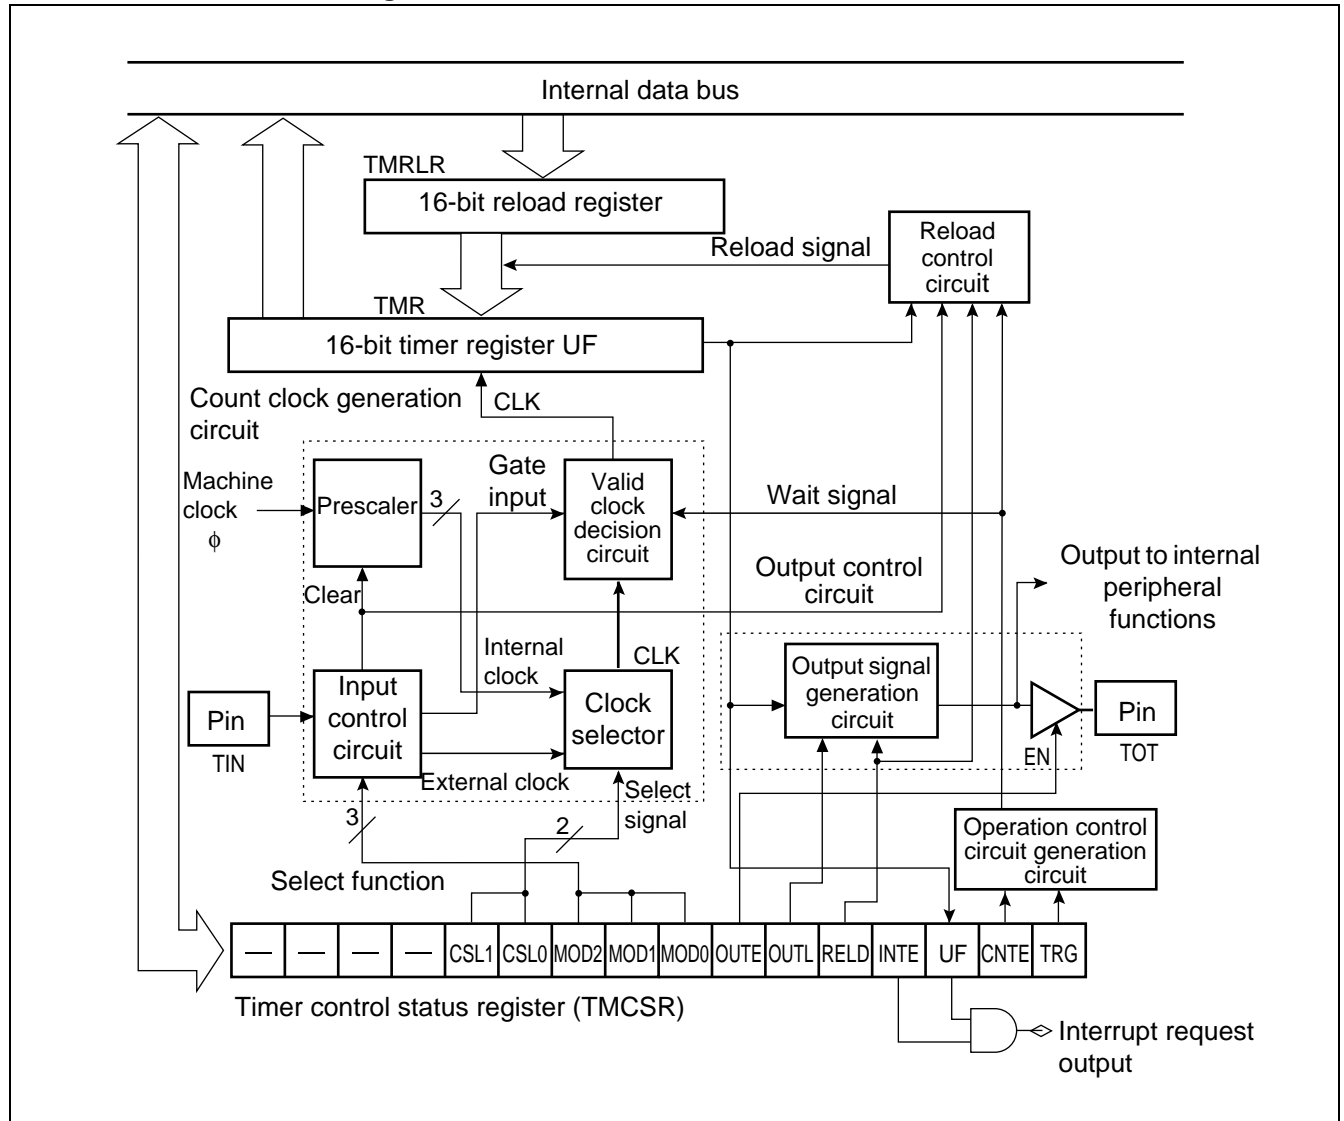 Internal data bus
TMRLR
16-bit reload register
Reload signal
Reload
control
circuit
TMR
16-bit timer register UF
Count clock generation
circuit
CLK
Machine
clock
ϕ
Prescaler
3
Gate
input
Valid
clock
decision
circuit
Wait signal
Clear
Output control
circuit
Output to internal
peripheral
functions
Internal
clock
CLK
Pin
TIN
Input
control
circuit
Clock
selector
Output signal
generation
circuit
EN
Pin
TOT
External clock
Select
signal
3
2
Select function
Operation control
circuit generation
circuit
— — — — CSL1 CSL0 MOD2 MOD1 MOD0 OUTE OUTL RELD INTE UF CNTE TRG
Timer control status register (TMCSR)
Interrupt request
output